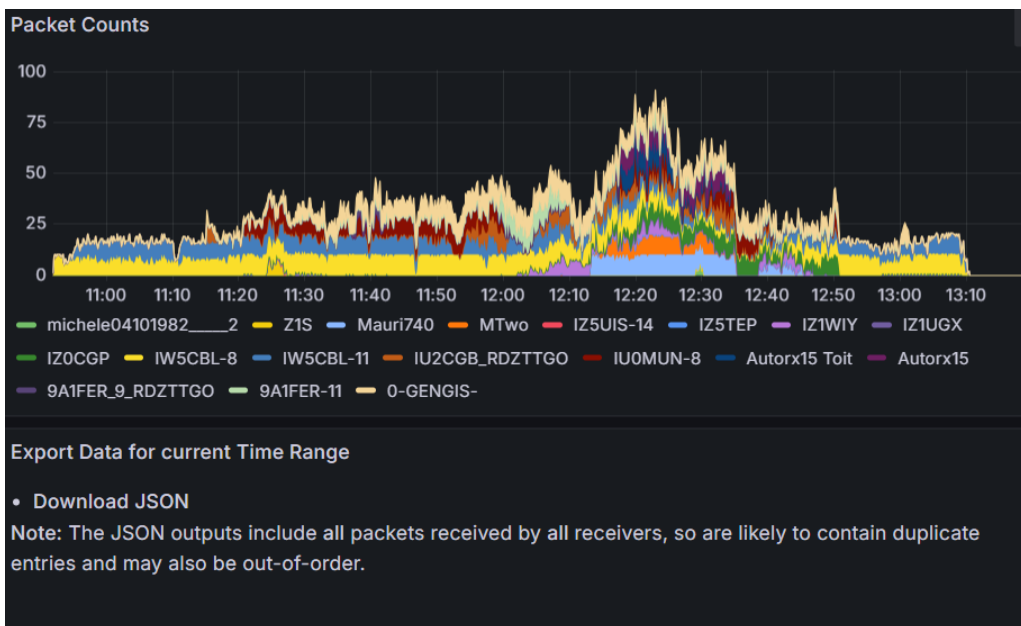 Packet Counts
100
75
50
25
0
11:00 11:10 11:20 11:30 11:40 11:50 12:00 12:10 12:20 12:30 12:40 12:50 13:00 13:10
michele04101982_____2 Z1S Mauri740 MTwo IZ5UIS-14 IZ5TEP IZ1WIY IZ1UGX
IZ0CGP IW5CBL-8 IW5CBL-11 IU2CGB_RDZTTGO IU0MUN-8 Autorx15 Toit Autorx15
9A1FER_9_RDZTTGO 9A1FER-11 0-GENGIS-
Export Data for current Time Range
• Download JSON
Note: The JSON outputs include all packets received by all receivers, so are likely to contain duplicate
entries and may also be out-of-order.